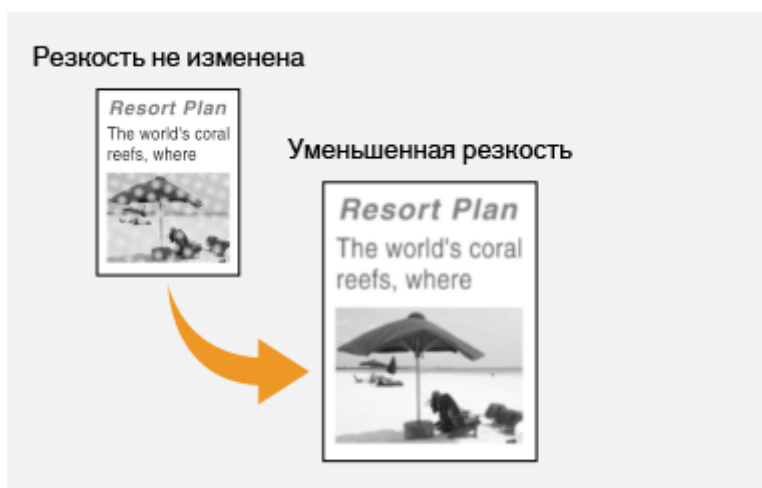 Резкость не изменена
Resort Plan
The world's coral
reefs, where
Уменьшенная резкость
Resort Plan
The world's coral
reefs, where